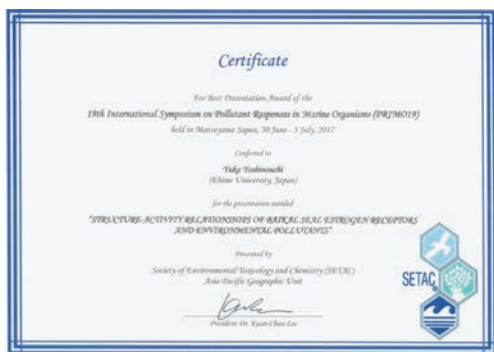 Certificate
For Best Presentation Award of the
19th International Symposium on Pollutant Responses in Marine Organisms (PRIMO19)
held in Matsuyama Japan, 30 June - 3 July, 2017
Conferred to
Yuka Yoshinouchi
(Ehime University, Japan)
for the presentation entitled
"STRUCTURE-ACTIVITY RELATIONSHIPS OF BAIKAL SEAL ESTROGEN RECEPTORS
AND ENVIRONMENTAL POLLUTANTS"
Presented by
Society of Environmental Toxicology and Chemistry (SETAC)
Asia-Pacific Geographic Unit
President Dr. Kyun-Chun Lee
SETAC